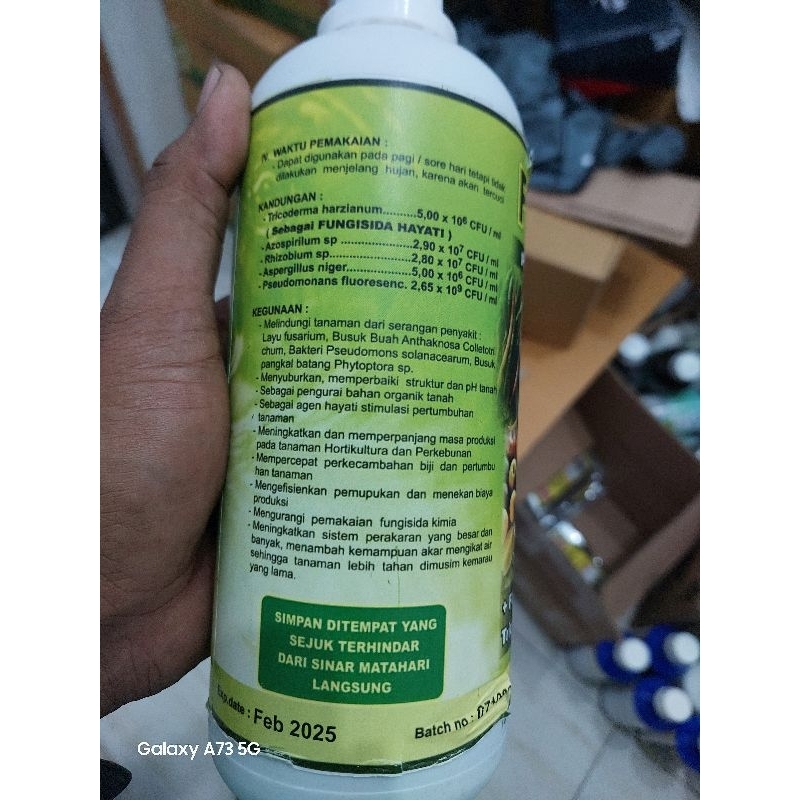 IV. WAKTU PEMAKAIAN :
- Dapat digunakan pada pagi / sore hari tetapi tidak
dilakukan menjelang hujan, karena akan tercuci
KANDUNGAN :
- Tricoderma harzianum..........5,00 x 10⁶ CFU / ml
( Sebagai FUNGISIDA HAYATI )
- Azospirilum sp ..................2,90 x 10⁷ CFU / ml
- Rhizobium sp.....................2,80 x 10⁷ CFU / ml
- Aspergillus niger.................5,00 x 10⁶ CFU / ml
- Pseudomonans fluoresenc. 2,65 x 10⁹ CFU / ml
KEGUNAAN :
- Melindungi tanaman dari serangan penyakit :
Layu fusarium, Busuk Buah Anthaknosa Colletotri
chum, Bakteri Pseudomons solanacearum, Busuk
pangkal batang Phytoptora sp.
- Menyuburkan, memperbaiki struktur dan pH tanah
- Sebagai pengurai bahan organik tanah
- Sebagai agen hayati stimulasi pertumbuhan
tanaman
- Meningkatkan dan memperpanjang masa produksi
pada tanaman Hortikultura dan Perkebunan
- Mempercepat perkecambahan biji dan pertumbu
han tanaman
- Mengefisienkan pemupukan dan menekan biaya
produksi
- Mengurangi pemakaian fungisida kimia
- Meningkatkan sistem perakaran yang besar dan
banyak, menambah kemampuan akar mengikat air
sehingga tanaman lebih tahan dimusim kemarau
yang lama.
SIMPAN DITEMPAT YANG
SEJUK TERHINDAR
DARI SINAR MATAHARI
LANGSUNG
Exp.date : Feb 2025
Batch no :
Galaxy A73 5G